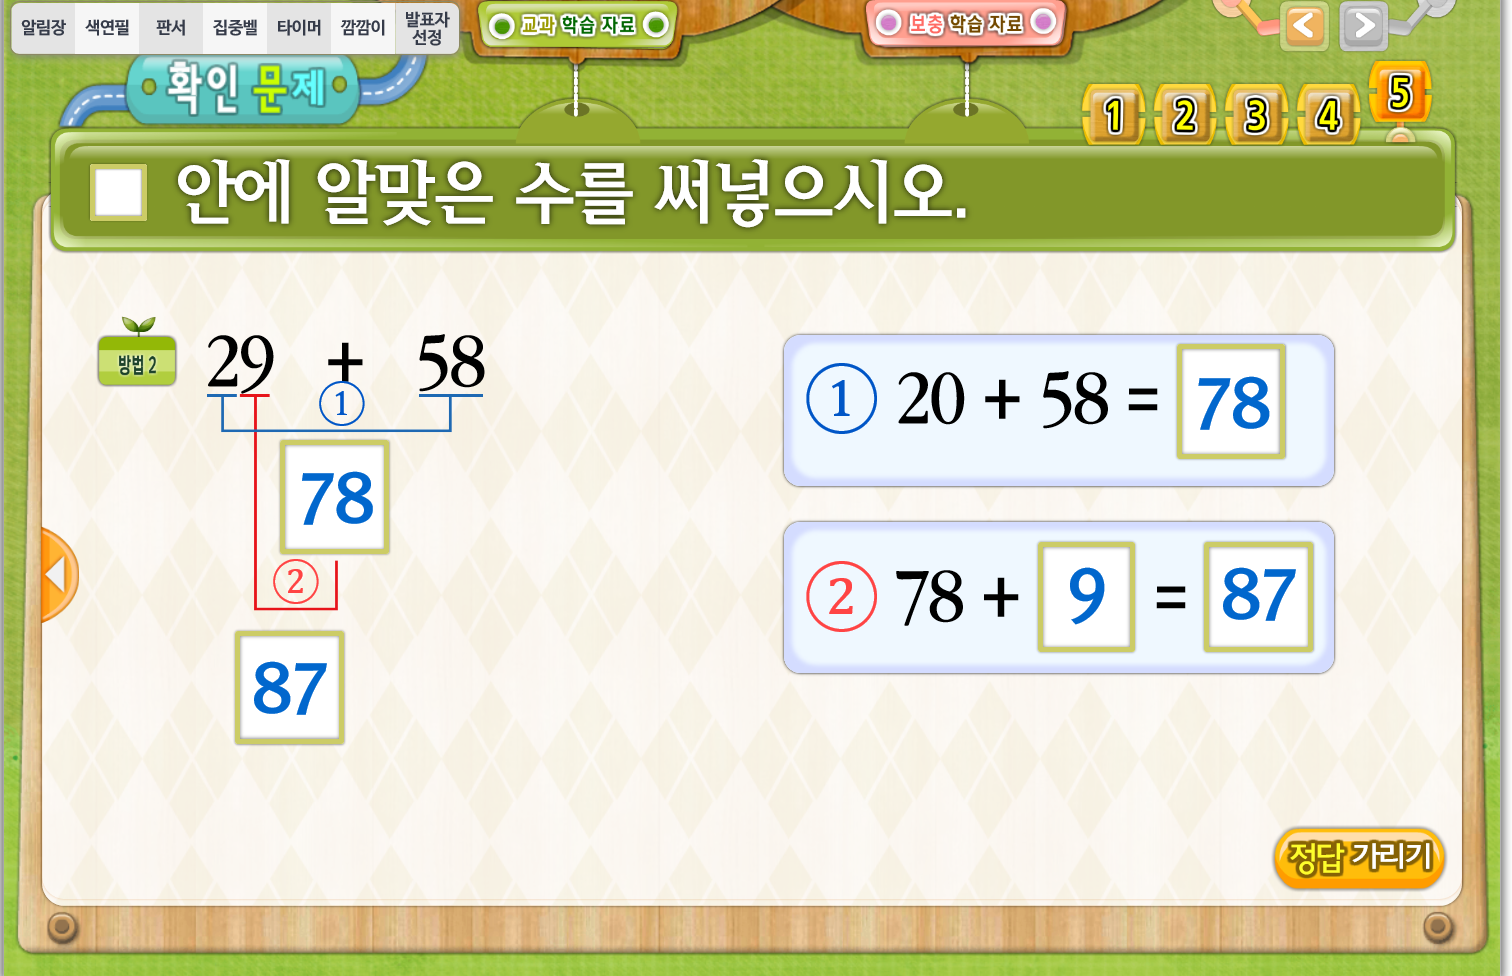 알림장 색연필 판서 집중벨 타이머 깜깜이 발표자 선정
교과 학습 자료
보충 학습 자료
확인 문제
1 2 3 4 5
안에 알맞은 수를 써넣으시오.
방법 2
29 + 58
①
78
②
87
① 20 + 58 = 78
② 78 + 9 = 87
정답 가리기